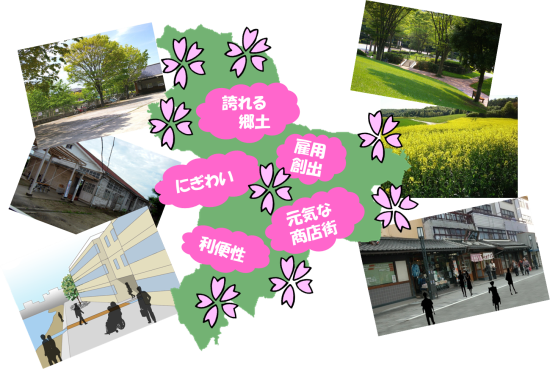 誇れる
郷土
雇用
創出
にぎわい
元気な
商店街
利便性